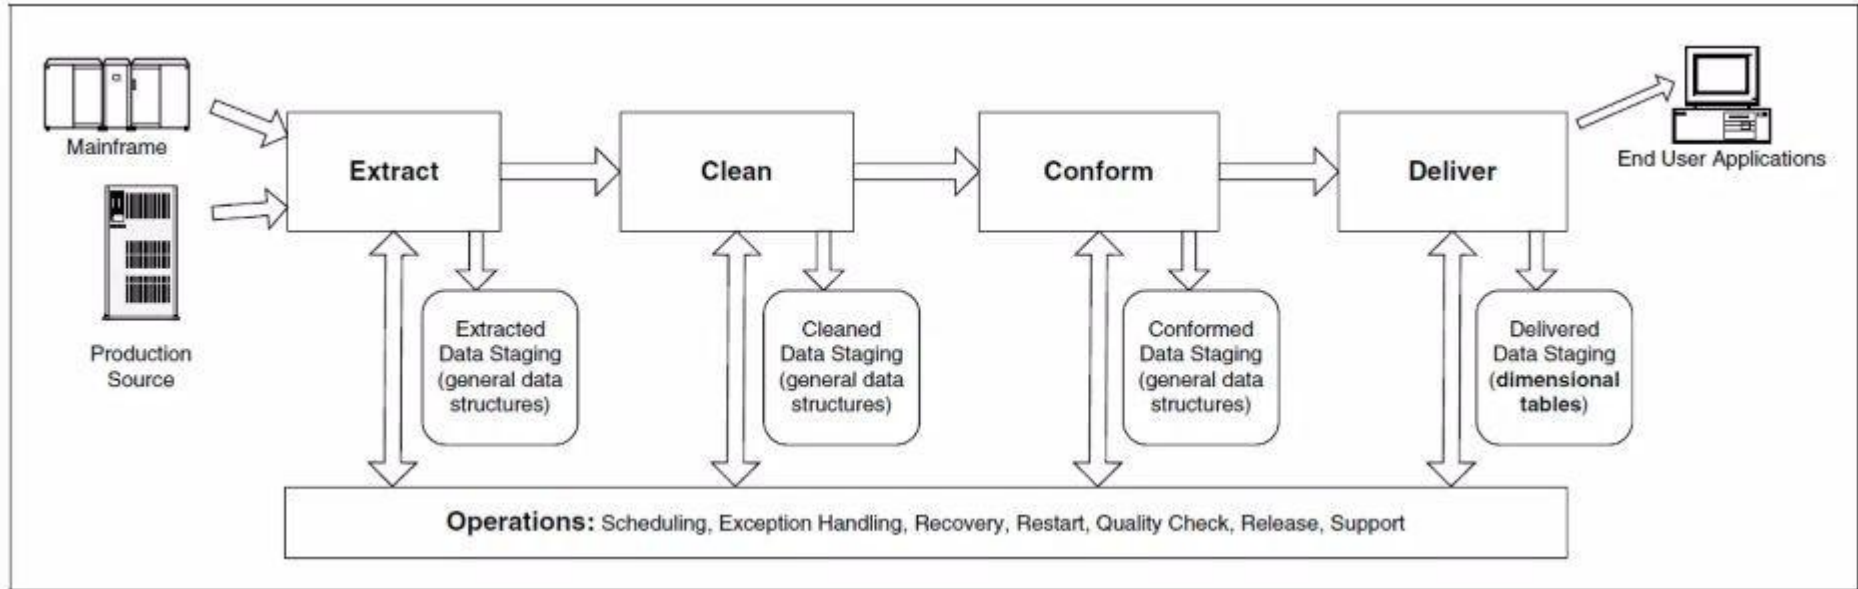 Mainframe
Production
Source
Extract
Clean
Conform
Deliver
End User Applications
Extracted
Data Staging
(general data
structures)
Cleaned
Data Staging
(general data
structures)
Conformed
Data Staging
(general data
structures)
Delivered
Data Staging
(dimensional
tables)
Operations: Scheduling, Exception Handling, Recovery, Restart, Quality Check, Release, Support